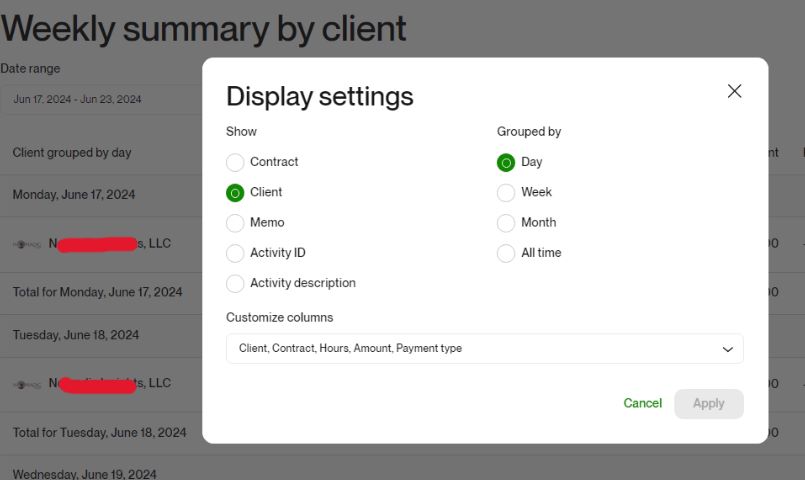 Weekly summary by client
Date range
Jun 17, 2024 - Jun 23, 2024
Client grouped by day
Monday, June 17, 2024
N s, LLC
Total for Monday, June 17, 2024
Tuesday, June 18, 2024
N ts, LLC
Total for Tuesday, June 18, 2024
Wednesday, June 19, 2024
Display settings
Show
Grouped by
Contract
Day
Client
Week
Memo
Month
Activity ID
All time
Activity description
Customize columns
Client, Contract, Hours, Amount, Payment type
Cancel
Apply